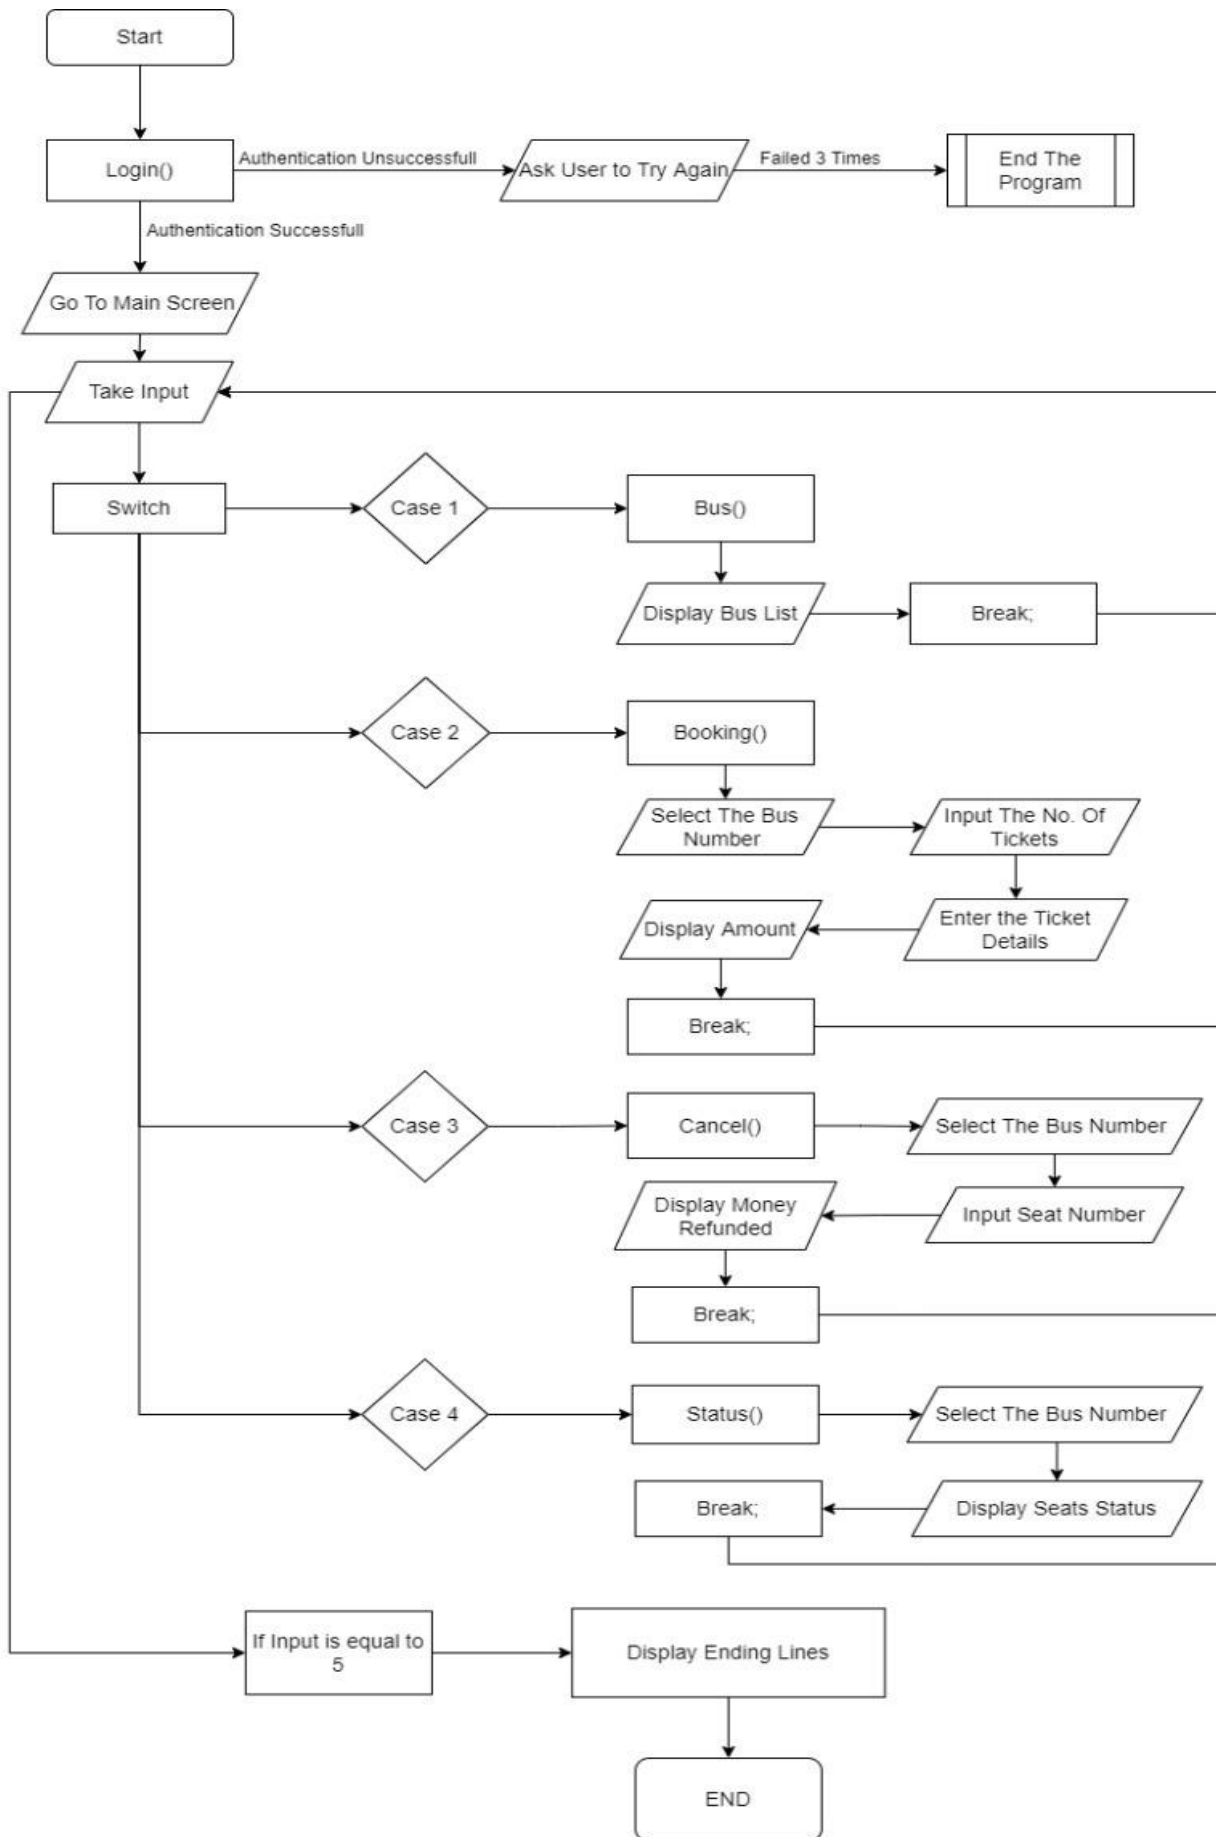 Start
Login()
Authentication Unsuccessfull
Ask User to Try Again
Failed 3 Times
End The
Program
Authentication Successfull
Go To Main Screen
Take Input
Switch
Case 1
Bus()
Display Bus List
Break;
Case 2
Booking()
Select The Bus
Number
Input The No. Of
Tickets
Enter the Ticket
Details
Display Amount
Break;
Case 3
Cancel()
Select The Bus Number
Input Seat Number
Display Money
Refunded
Break;
Case 4
Status()
Select The Bus Number
Display Seats Status
Break;
If Input is equal to
5
Display Ending Lines
END